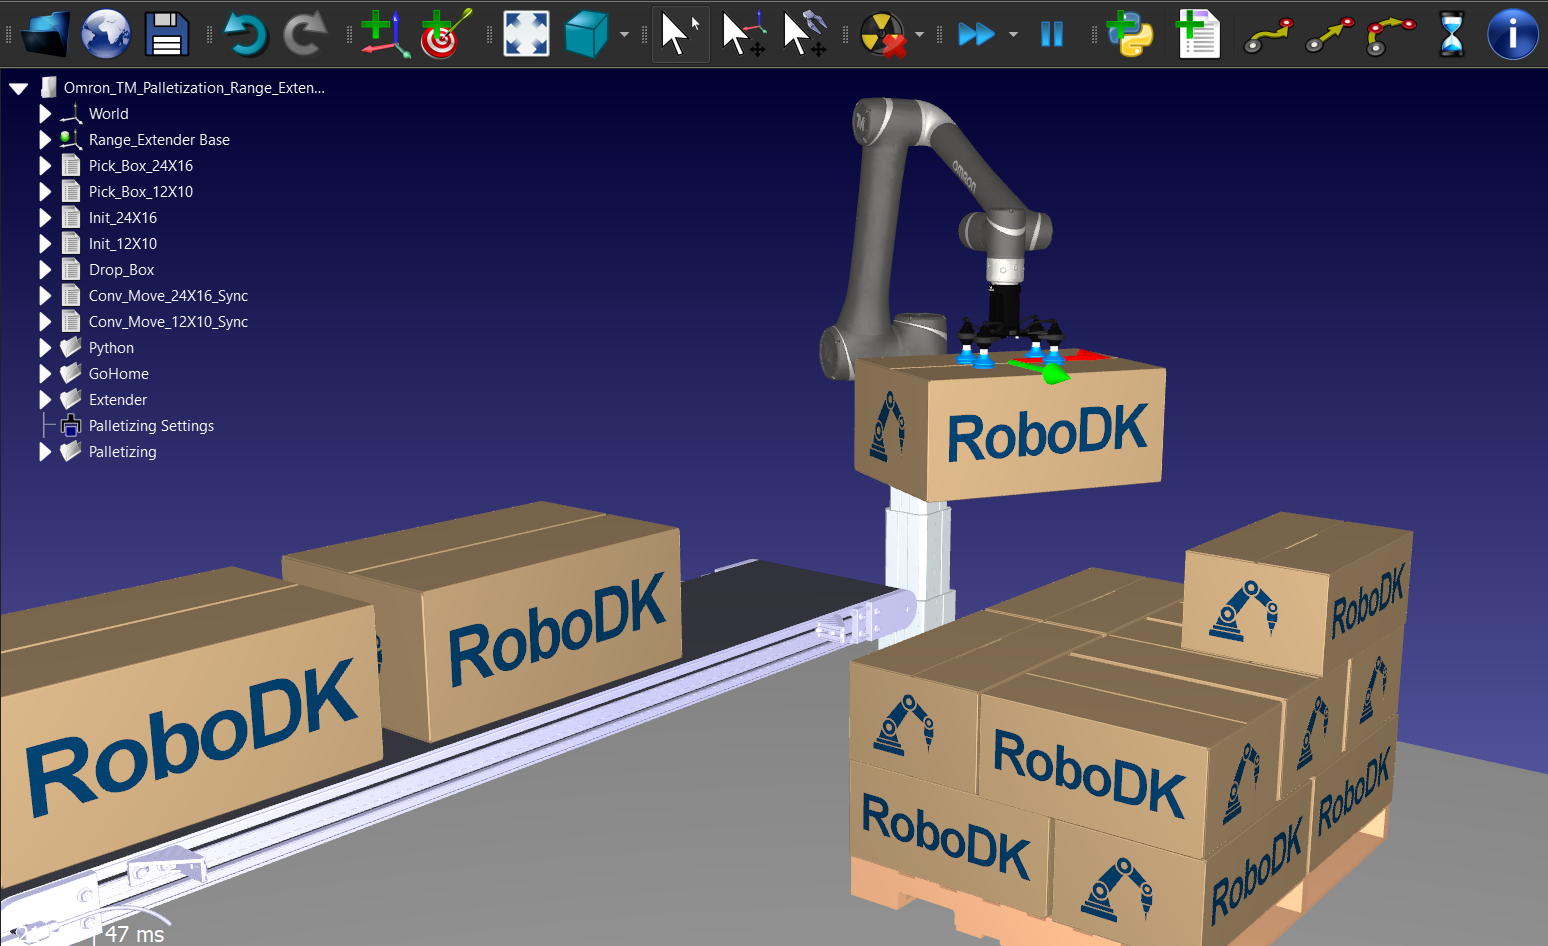 Omron_TM_Palletization_Range_Exten...
World
Range_Extender Base
Pick_Box_24X16
Pick_Box_12X10
Init_24X16
Init_12X10
Drop_Box
Conv_Move_24X16_Sync
Conv_Move_12X10_Sync
Python
GoHome
Extender
Palletizing Settings
Palletizing
TM
OMRON
RoboDK
RoboDK
RoboDK
RoboDK
RoboDK
RoboDK
RoboDK
RoboDK
47 ms